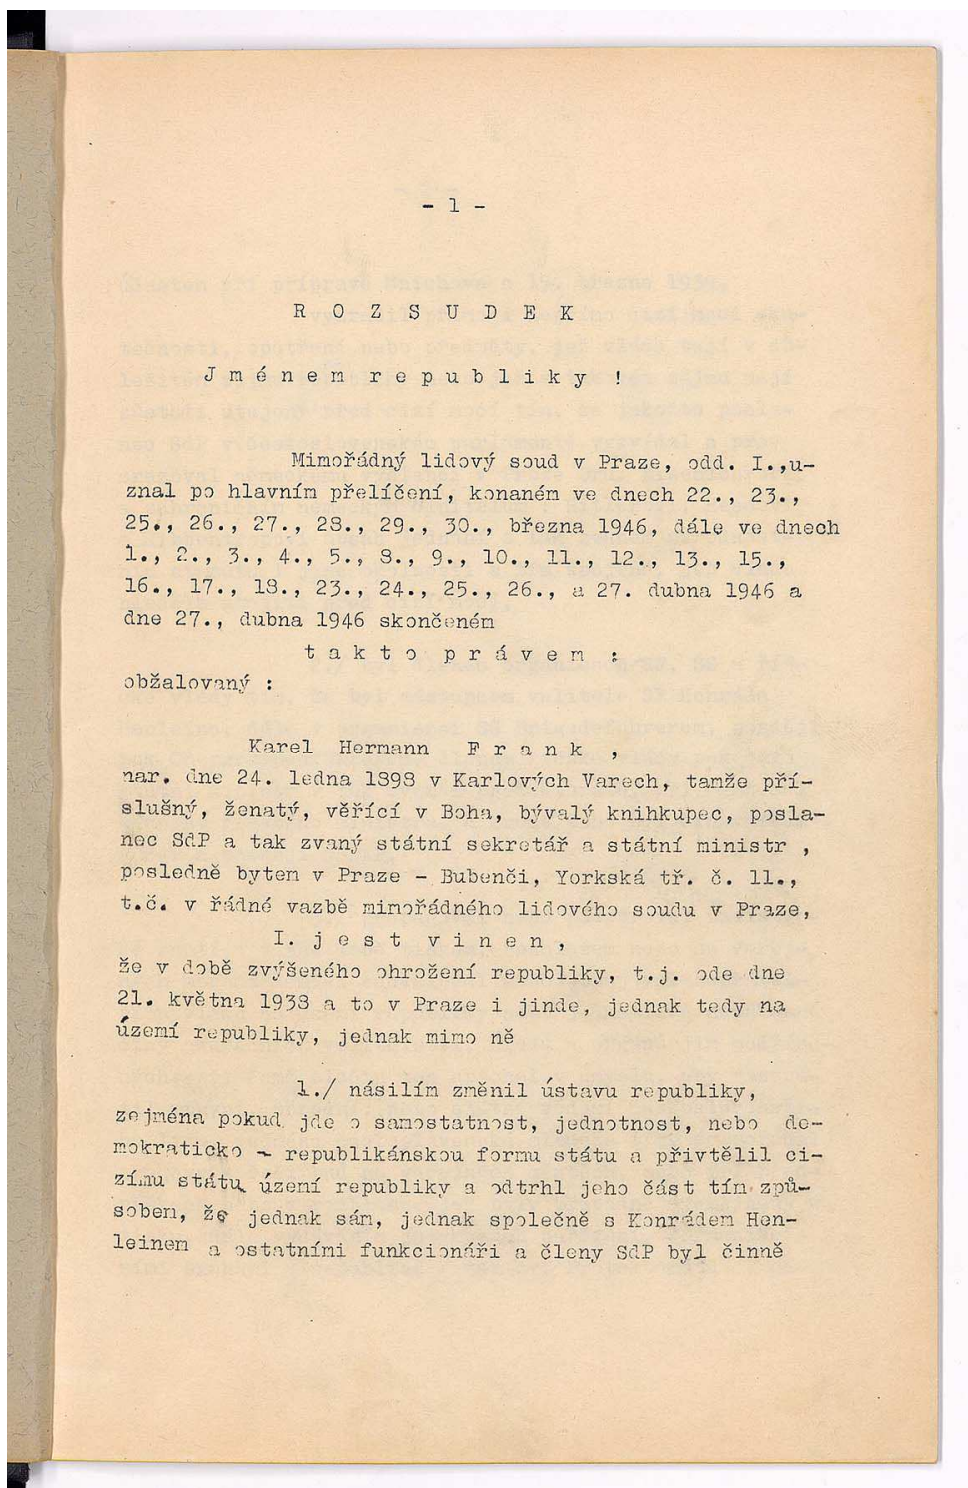 - 1 -
R O Z S U D E K
J m é n e m r e p u b l i k y !
Mimořádný lidový soud v Praze, odd. I.,u-
znal po hlavním přelíčení, konaném ve dnech 22., 23.,
25., 26., 27., 28., 29., 30., března 1946, dále ve dnech
1., 2., 3., 4., 5., 8., 9., 10., 11., 12., 13., 15.,
16., 17., 18., 23., 24., 25., 26., a 27. dubna 1946 a
dne 27., dubna 1946 skončeném
t a k t o p r á v e m :
obžalovaný :
Karel Hermann F r a n k ,
nar. dne 24. ledna 1898 v Karlových Varech, tamže pří-
slušný, ženatý, věřící v Boha, bývalý knihkupec, posla-
nec SdP a tak zvaný státní sekretář a státní ministr ,
posledně bytem v Praze - Bubenči, Yorkská tř. č. 11.,
t.č. v řádné vazbě mimořádného lidového soudu v Praze,
I. j e s t v i n e n ,
že v době zvýšeného ohrožení republiky, t.j. ode dne
21. května 1938 a to v Praze i jinde, jednak tedy na
území republiky, jednak mimo ně
1./ násilím změnil ústavu republiky,
zejména pokud jde o samostatnost, jednotnost, nebo de-
mokraticko - republikánskou formu státu a přivtělil ci-
zímu státu území republiky a odtrhl jeho část tím způ-
sobem, že jednak sám, jednak společně s Konrádem Hen-
leinem a ostatními funkcionáři a členy SdP byl činně